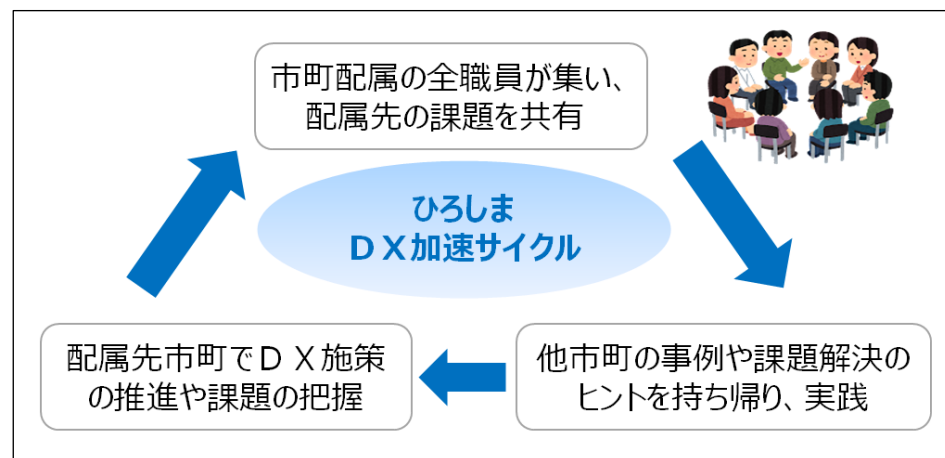 市町配属の全職員が集い、
配属先の課題を共有
ひろしま
ＤＸ加速サイクル
配属先市町でＤＸ施策
の推進や課題の把握
他市町の事例や課題解決の
ヒントを持ち帰り、実践